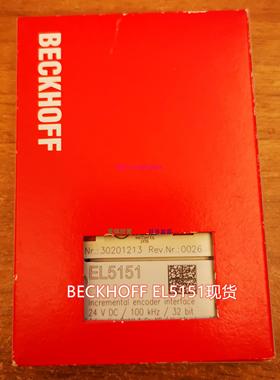 BECKHOFF
Nr.:30201213 Rev.Nr.:0026
EL5151
BECKHOFF EL5151现货
Incremental encoder interface
24 V DC / 100 kHz / 32 bit